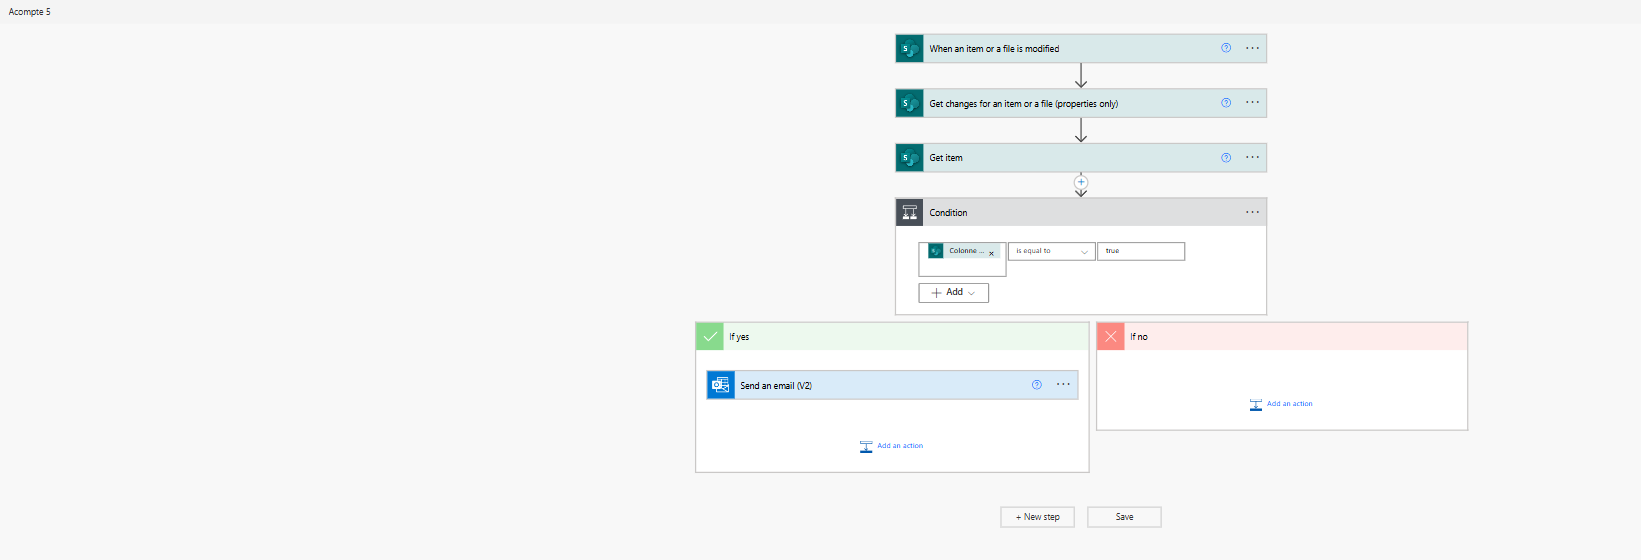 Acompte 5
When an item or a file is modified
Get changes for an item or a file (properties only)
Get item
Condition
Colonne ... x is equal to true
+ Add
If yes
If no
Send an email (V2)
Add an action
Add an action
+ New step Save